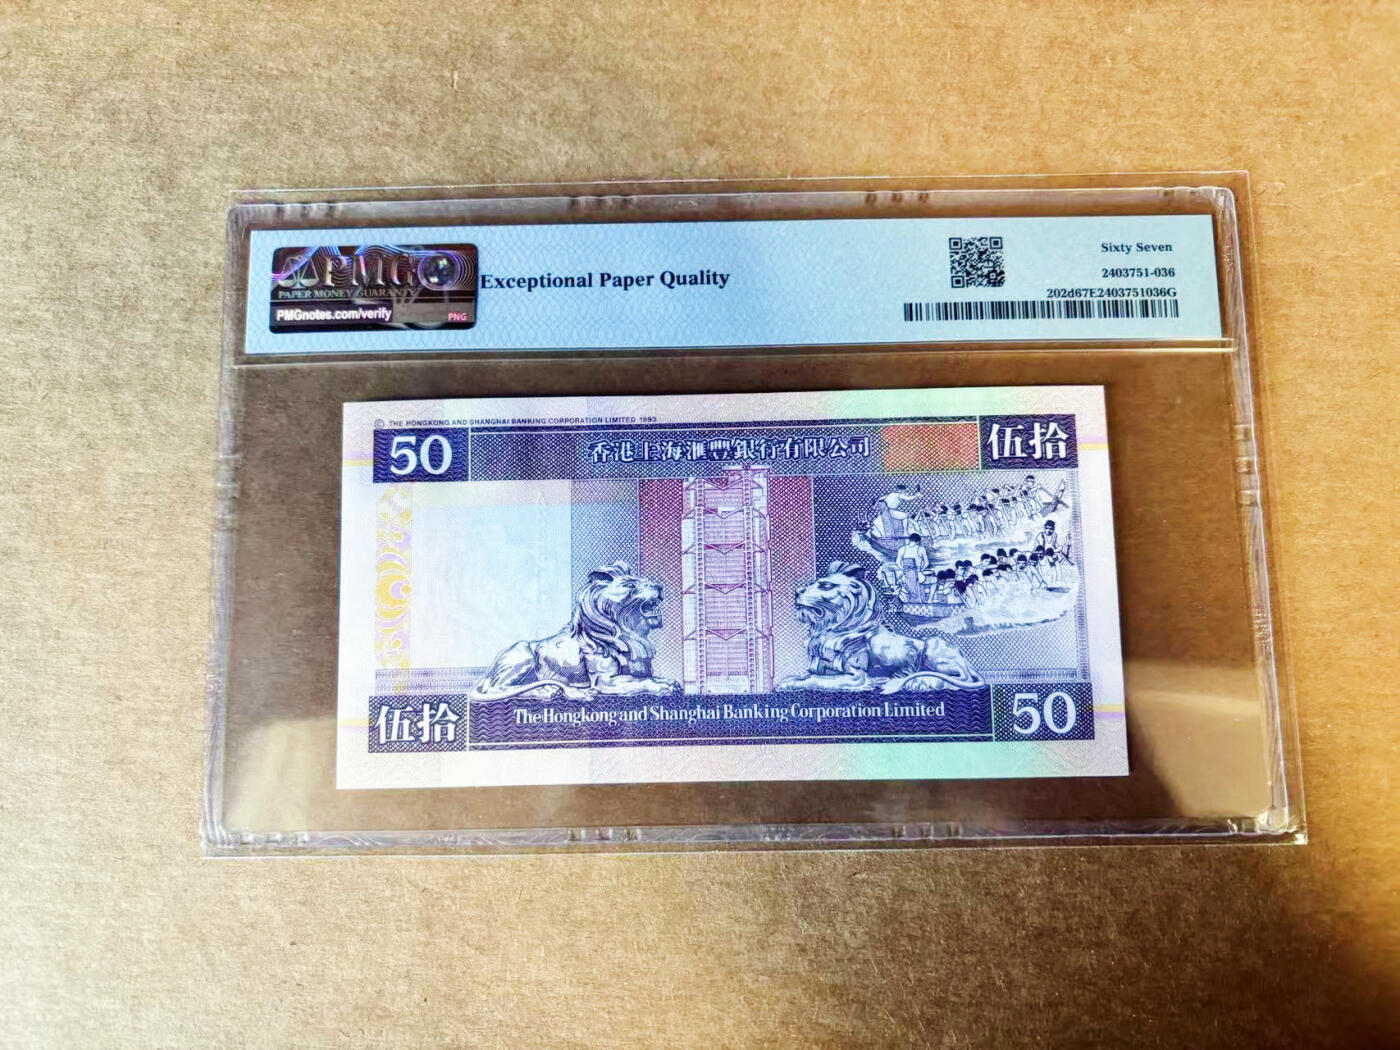 PMG
PAPER MONEY GUARANTY
PMGnotes.com/verify
PNG
Exceptional Paper Quality
Sixty Seven
2403751-036
202d67E2403751036G
© THE HONGKONG AND SHANGHAI BANKING CORPORATION LIMITED 1993
50
香港上海滙豐銀行有限公司
伍拾
伍拾
The Hongkong and Shanghai Banking Corporation Limited
50